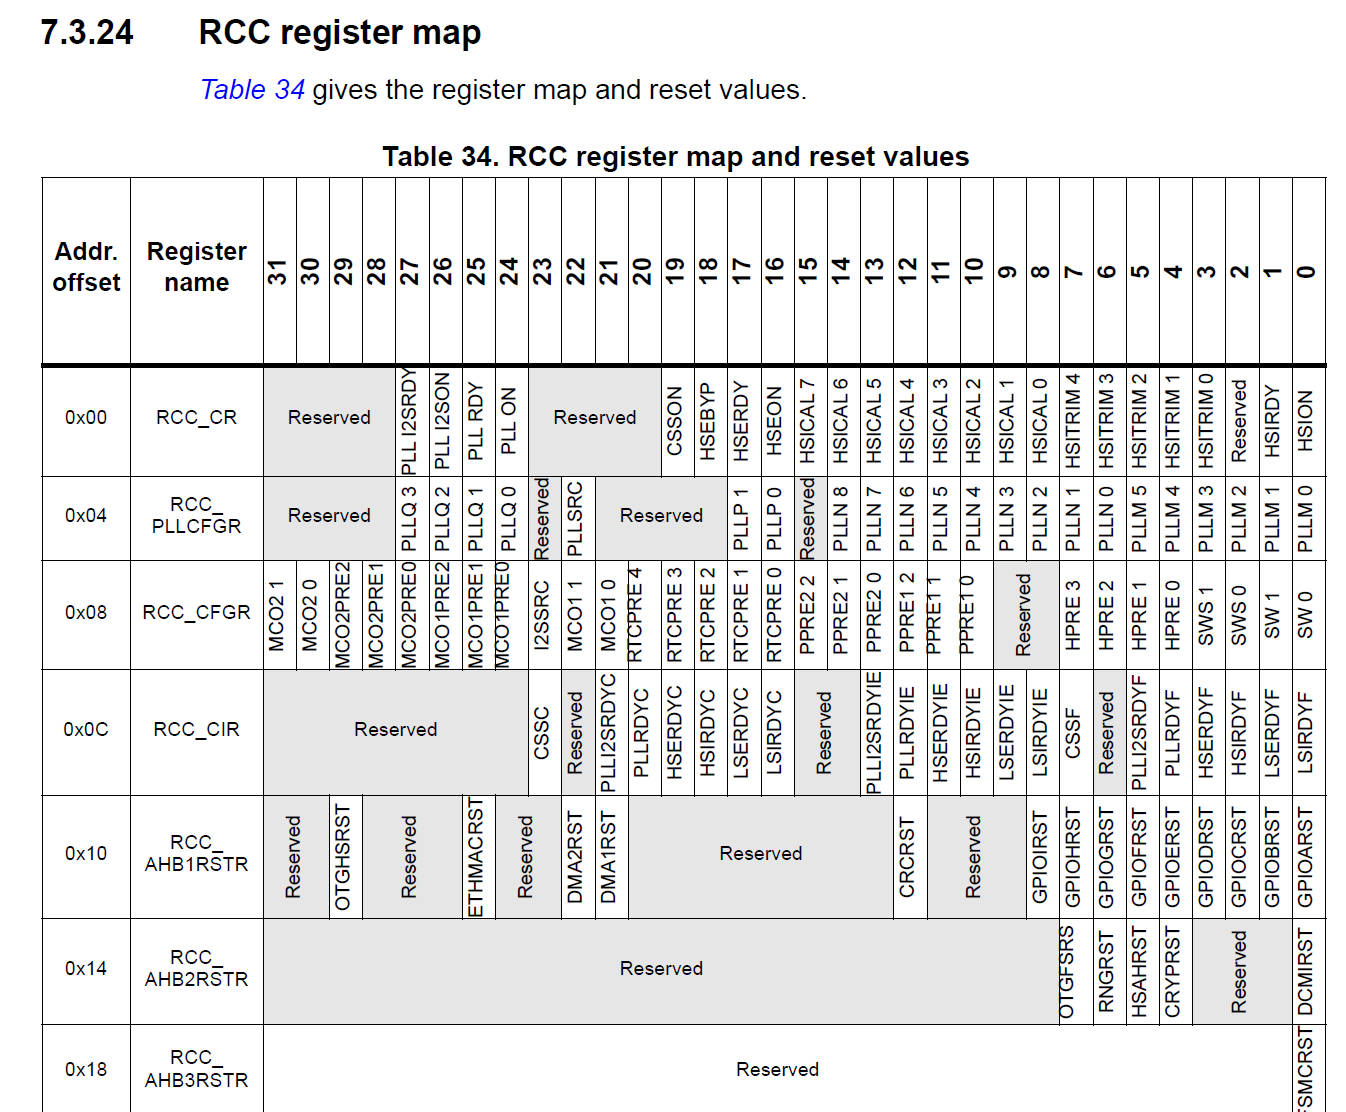 7.3.24 RCC register map
Table 34 gives the register map and reset values.
Table 34. RCC register map and reset values
Addr. offset Register name 31 30 29 28 27 26 25 24 23 22 21 20 19 18 17 16 15 14 13 12 11 10 9 8 7 6 5 4 3 2 1 0
0x00 RCC_CR Reserved PLL I2SRDY PLL I2SON PLL RDY PLL ON Reserved CSSON HSEBYP HSERDY HSEON HSICAL 7 HSICAL 6 HSICAL 5 HSICAL 4 HSICAL 3 HSICAL 2 HSICAL 1 HSICAL 0 HSITRIM 4 HSITRIM 3 HSITRIM 2 HSITRIM 1 HSITRIM 0 Reserved HSIRDY HSION
0x04 RCC_ PLLCFGR Reserved PLLQ 3 PLLQ 2 PLLQ 1 PLLQ 0 Reserved PLLSRC Reserved PLLP 1 PLLP 0 Reserved PLLN 8 PLLN 7 PLLN 6 PLLN 5 PLLN 4 PLLN 3 PLLN 2 PLLN 1 PLLN 0 PLLM 5 PLLM 4 PLLM 3 PLLM 2 PLLM 1 PLLM 0
0x08 RCC_CFGR MCO2 1 MCO2 0 MCO2PRE2 MCO2PRE1 MCO2PRE0 MCO1PRE2 MCO1PRE1 MCO1PRE0 I2SSRC MCO1 1 MCO1 0 RTCPRE 4 RTCPRE 3 RTCPRE 2 RTCPRE 1 RTCPRE 0 PPRE2 2 PPRE2 1 PPRE2 0 PPRE1 2 PPRE1 1 PPRE1 0 Reserved HPRE 3 HPRE 2 HPRE 1 HPRE 0 SWS 1 SWS 0 SW 1 SW 0
0x0C RCC_CIR Reserved CSSC Reserved PLLI2SRDYC PLLRDYC HSERDYC HSIRDYC LSERDYC LSIRDYC Reserved PLLI2SRDYIE PLLRDYIE HSERDYIE HSIRDYIE LSERDYIE LSIRDYIE CSSF Reserved PLLI2SRDYF PLLRDYF HSERDYF HSIRDYF LSERDYF LSIRDYF
0x10 RCC_ AHB1RSTR Reserved OTGHSRST Reserved ETHMACRST Reserved DMA2RST DMA1RST Reserved CRCRST Reserved GPIOIRST GPIOHRST GPIOGRST GPIOFRST GPIOERST GPIODRST GPIOCRST GPIOBRST GPIOARST
0x14 RCC_ AHB2RSTR Reserved OTGFSRS RNGRST HSAHRST CRYPRST Reserved DCMIRST
0x18 RCC_ AHB3RSTR Reserved